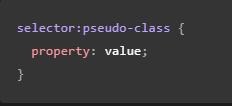 selector:pseudo-class {
  property: value;
}